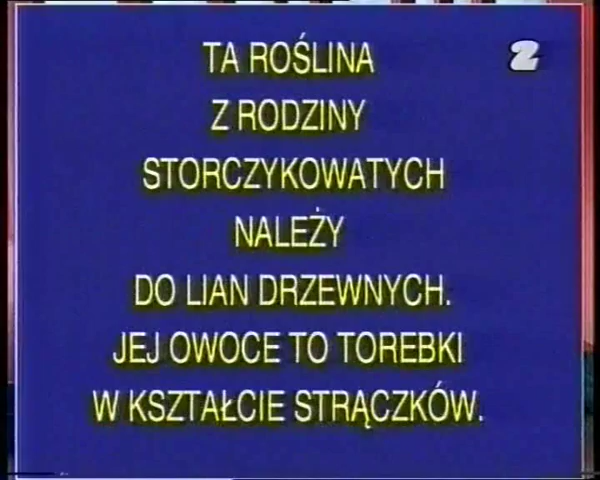 TA ROŚLINA
2
Z RODZINY
STORCZYKOWATYCH
NALEŻY
DO LIAN DRZEWNYCH.
JEJ OWOCE TO TOREBKI
W KSZTAŁCIE STRĄCZKÓW.